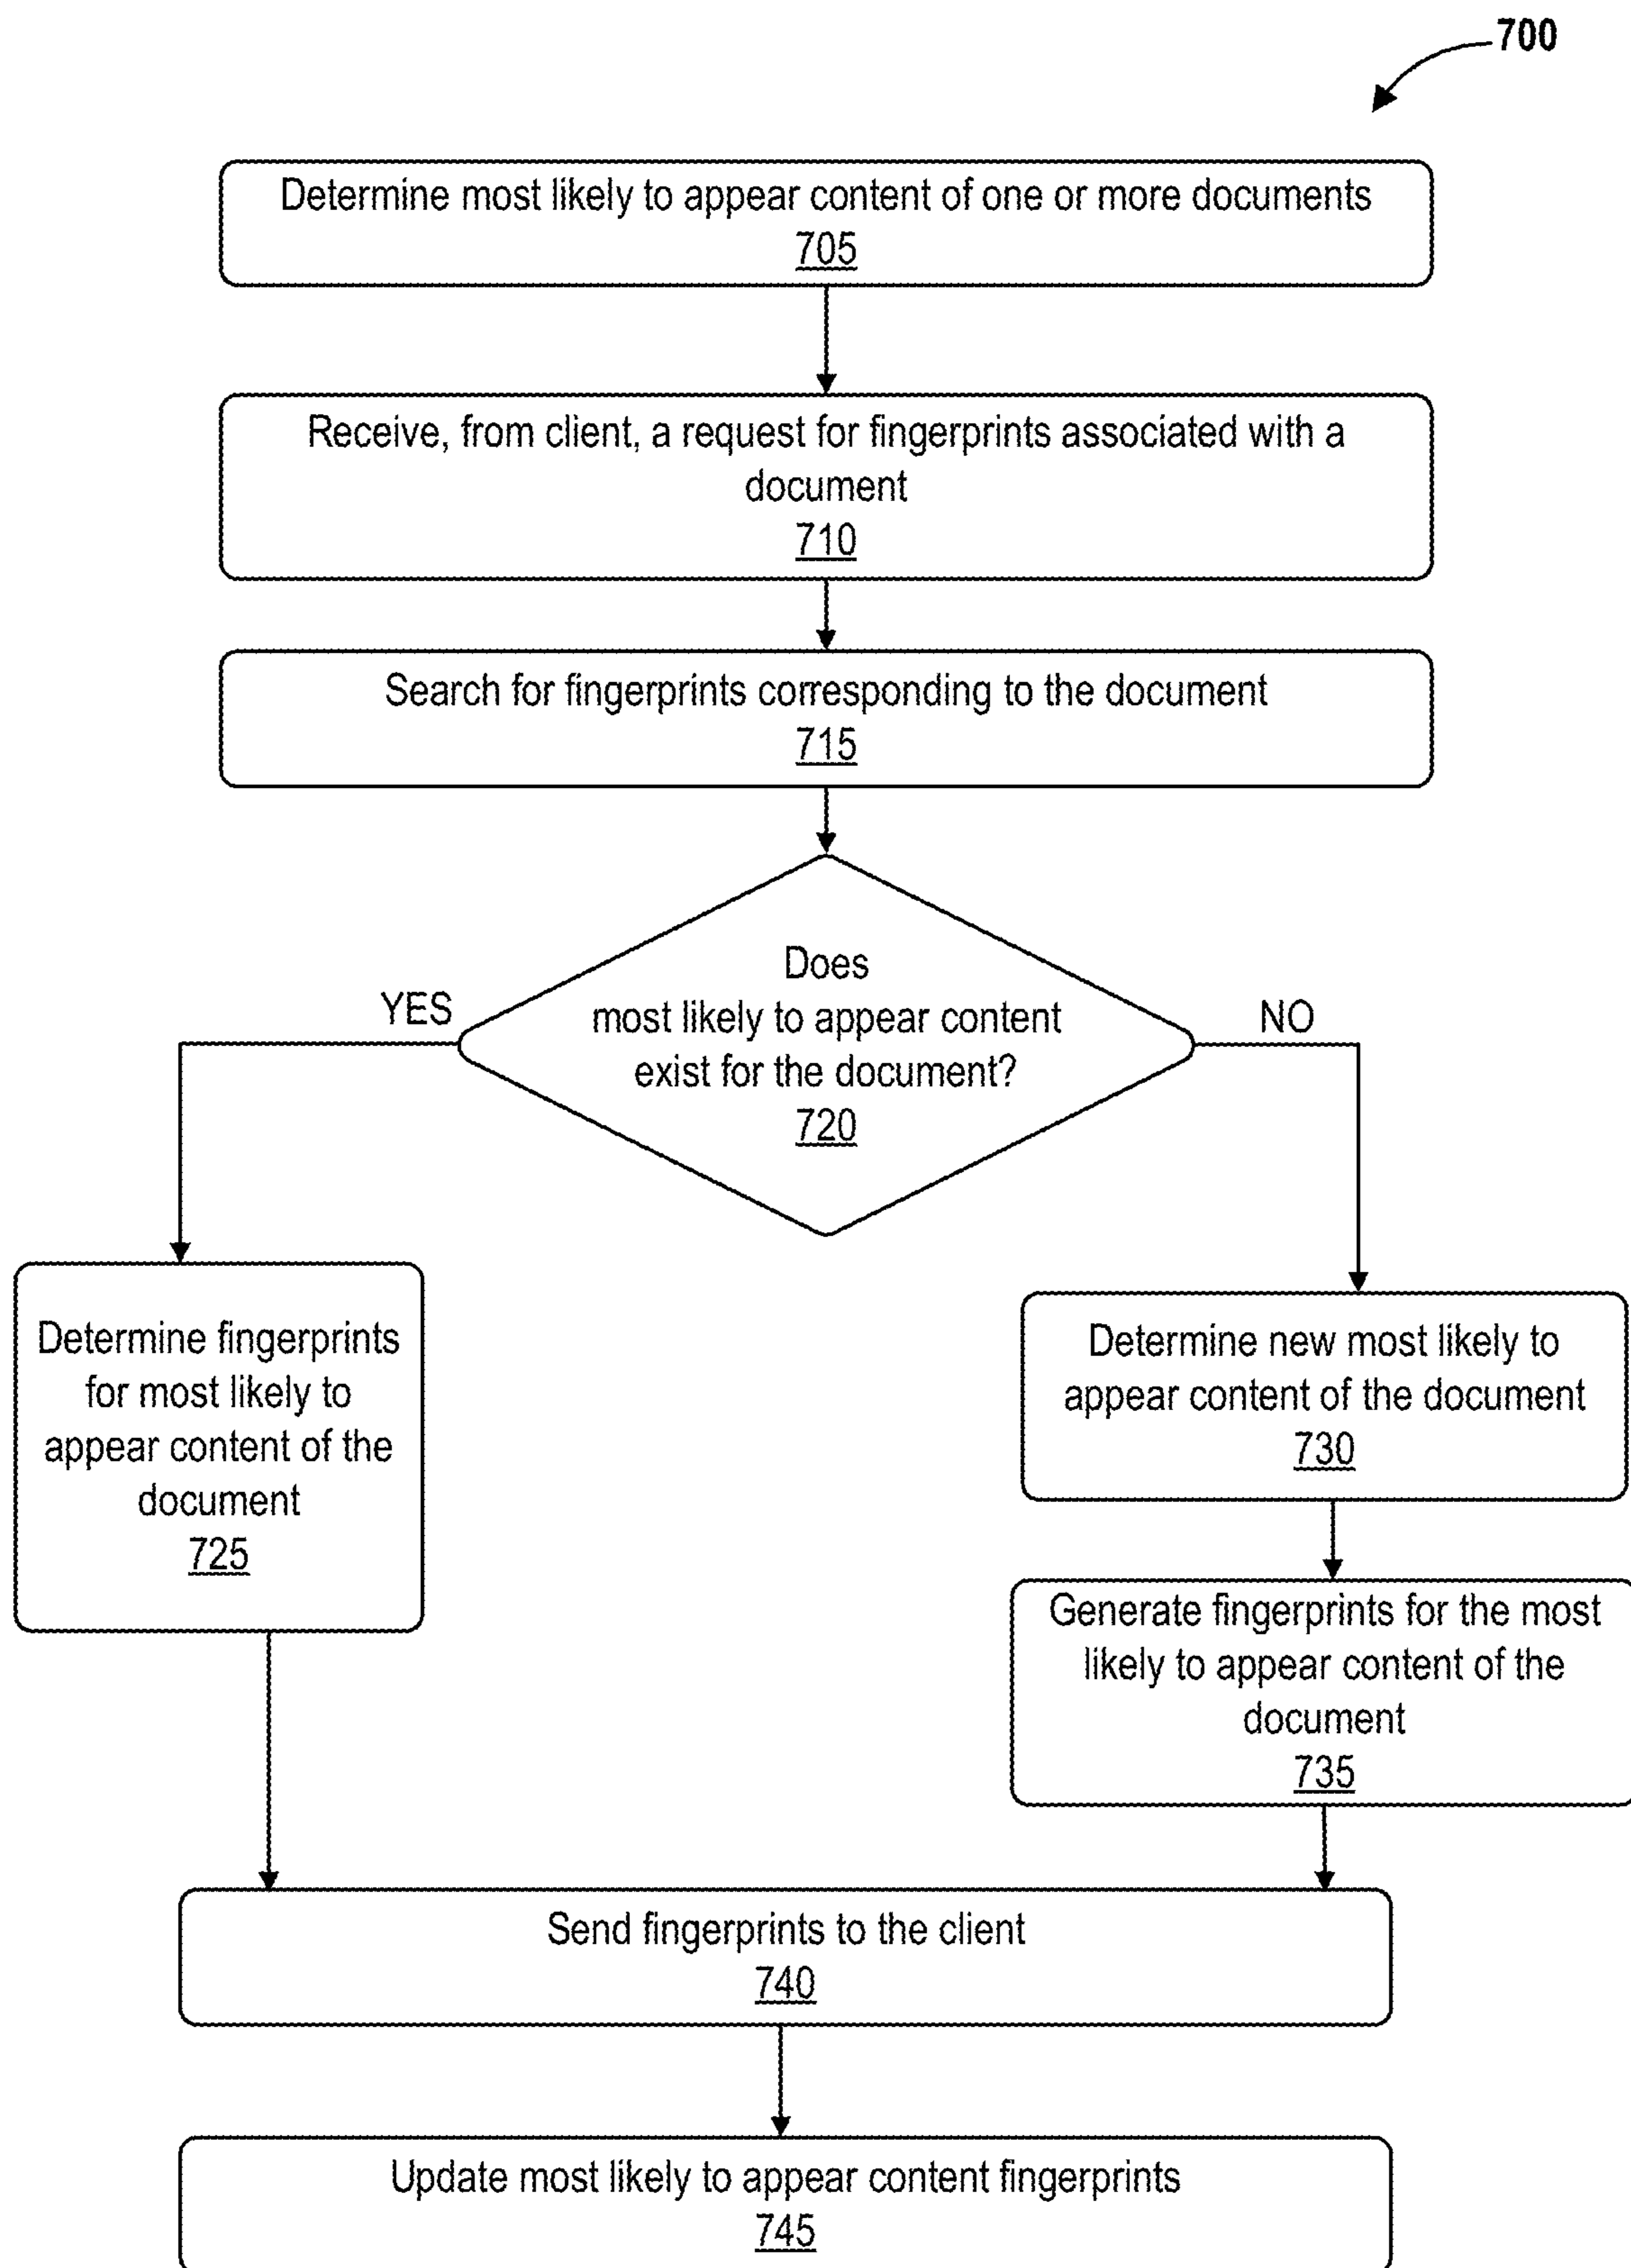 700
Determine most likely to appear content of one or more documents
705
Receive, from client, a request for fingerprints associated with a
document
710
Search for fingerprints corresponding to the document
715
Does
most likely to appear content
exist for the document?
720
YES
NO
Determine fingerprints
for most likely to
appear content of the
document
725
Determine new most likely to
appear content of the document
730
Generate fingerprints for the most
likely to appear content of the
document
735
Send fingerprints to the client
740
Update most likely to appear content fingerprints
745